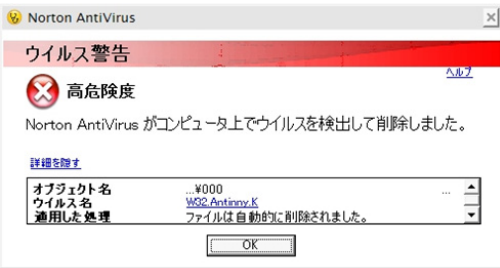 Norton AntiVirus
ウイルス警告
ヘルプ
高危険度
Norton AntiVirus がコンピュータ上でウイルスを検出して削除しました。
詳細を隠す
オブジェクト名 ...¥000 ...
ウイルス名 W32.Antinny.K
適用した処理 ファイルは自動的に削除されました。
OK